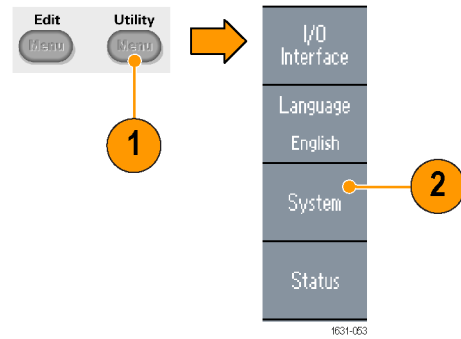 Edit Utility
Menu Menu
1
I/O
Interface
Language
English
System
2
Status
1631-053